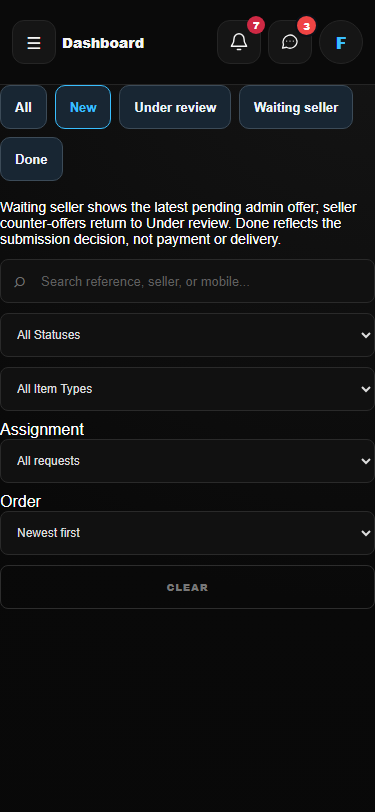 Dashboard
7
3
F
All
New
Under review
Waiting seller
Done
Waiting seller shows the latest pending admin offer; seller
counter-offers return to Under review. Done reflects the
submission decision, not payment or delivery.
Search reference, seller, or mobile...
All Statuses
All Item Types
Assignment
All requests
Order
Newest first
CLEAR